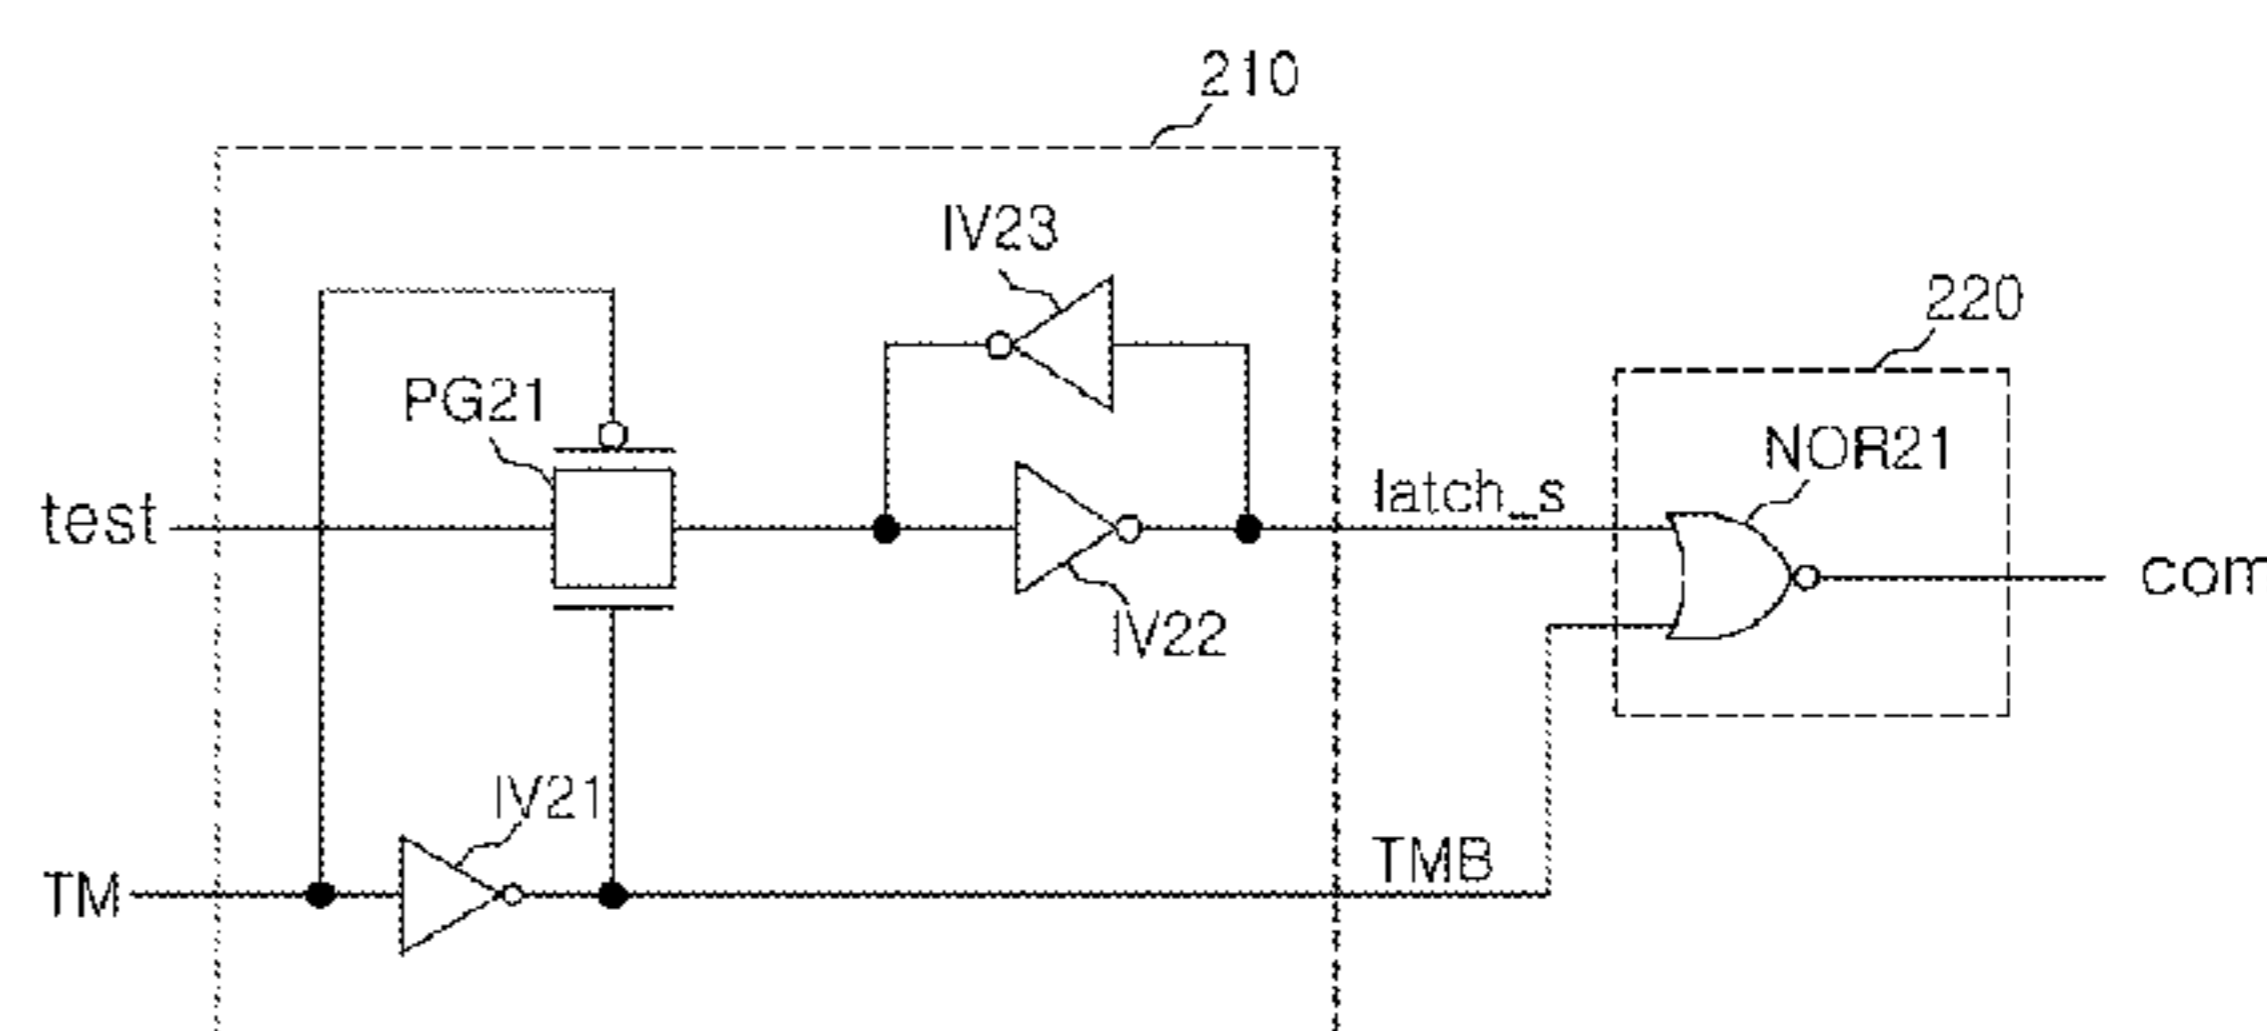 210
IV23
220
PG21
NOR21
test
latch_s
com
IV22
IV21
TMB
TM